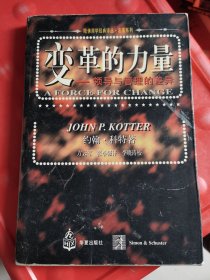 变革的力量
——领导与管理的差异
A FORCE FOR CHANGE
JOHN P. KOTTER
约翰·科特著
华夏出版社
Simon & Schuster